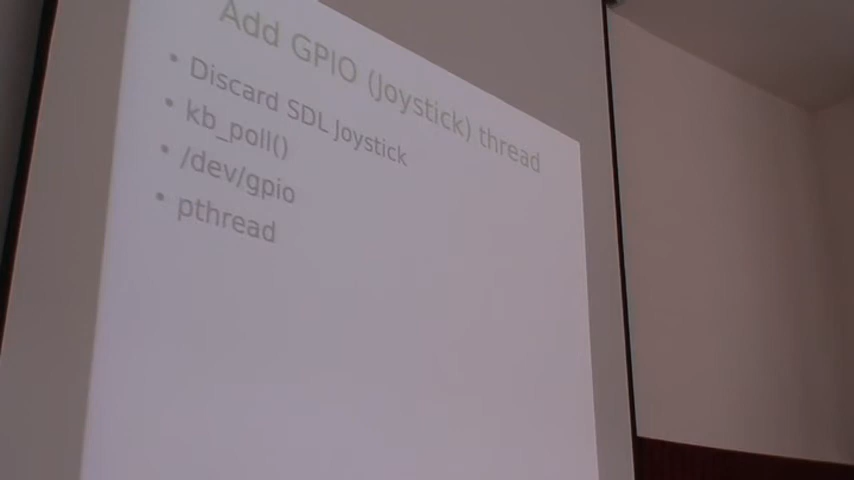 Add GPIO (Joystick) thread
• Discard SDL Joystick
• kb_poll()
• /dev/gpio
• pthread